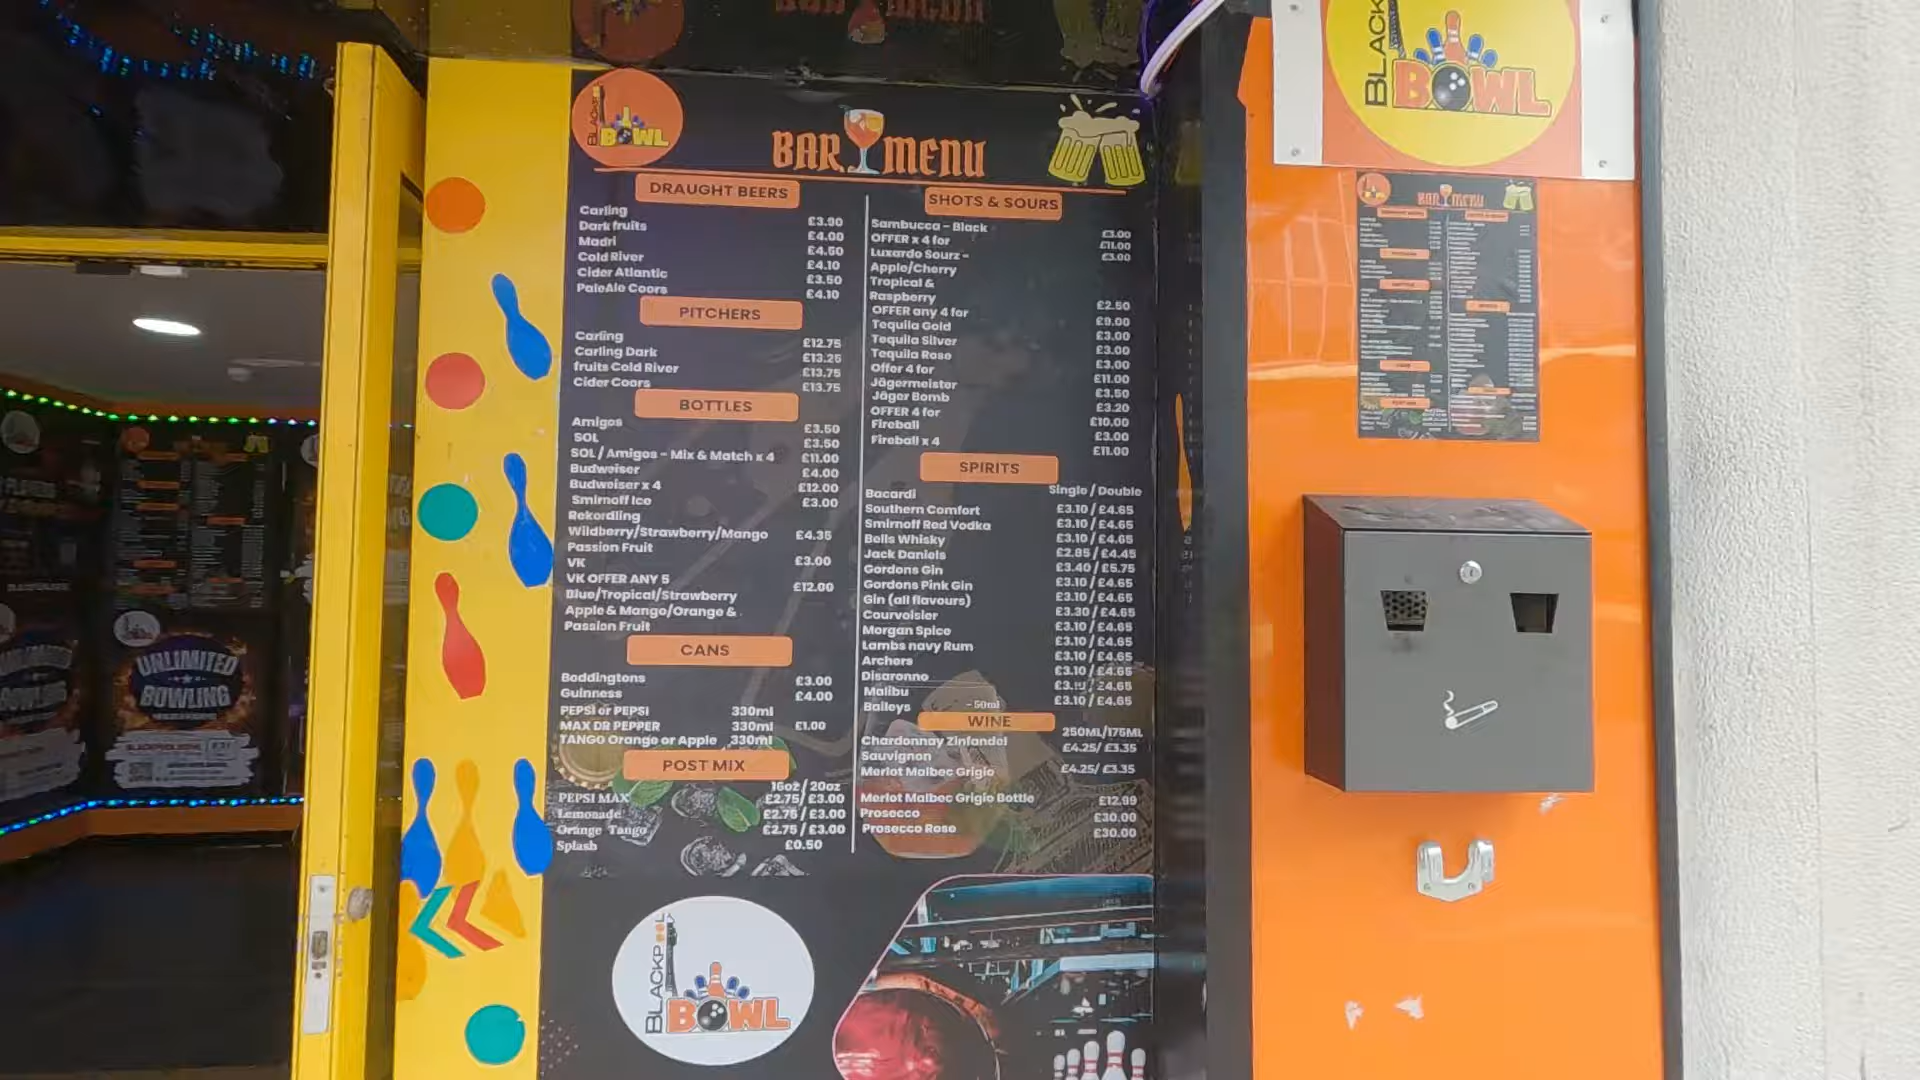 BLACKPOOL
BOWL
BAR MENU
DRAUGHT BEERS
Carling £3.90
Dark fruits £4.00
Madri £4.50
Cold River £4.10
Cider Atlantic £3.50
PaleAle Coors £4.10
PITCHERS
Carling £12.75
Carling Dark £13.25
fruits Cold River £13.75
Cider Coors £13.75
BOTTLES
Amigos £3.50
SOL £3.50
SOL / Amigos - Mix & Match x 4 £11.00
Budweiser £4.00
Budweiser x 4 £12.00
Smirnoff Ice £3.00
Rekordling
Wildberry/Strawberry/Mango £4.35
Passion Fruit
VK £3.00
VK OFFER ANY 5 £12.00
Blue/Tropical/Strawberry
Apple & Mango/Orange &
Passion Fruit
CANS
Boddingtons £3.00
Guinness £4.00
PEPSI or PEPSI 330ml
MAX DR PEPPER 330ml £1.00
TANGO Orange or Apple 330ml
POST MIX
16oz / 20oz
PEPSI MAX £2.75 / £3.00
Lemonade £2.75 / £3.00
Orange Tango £2.75 / £3.00
Splash £0.50
SHOTS & SOURS
Sambucca - Black £3.00
OFFER x 4 for £11.00
Luxardo Sourz - £3.00
Apple/Cherry
Tropical &
Raspberry £2.50
OFFER any 4 for £9.00
Tequila Gold £3.00
Tequila Silver £3.00
Tequila Rose £3.00
Offer 4 for £11.00
Jägermeister £3.50
Jäger Bomb £3.20
OFFER 4 for £10.00
Fireball £3.00
Fireball x 4 £11.00
SPIRITS
Single / Double
Bacardi £3.10 / £4.65
Southern Comfort £3.10 / £4.65
Smirnoff Red Vodka £3.10 / £4.65
Bells Whisky £2.85 / £4.45
Jack Daniels £3.40 / £5.75
Gordons Gin £3.10 / £4.65
Gordons Pink Gin £3.10 / £4.65
Gin (all flavours) £3.30 / £4.65
Courvoisier £3.10 / £4.65
Morgan Spice £3.10 / £4.65
Lambs navy Rum £3.10 / £4.65
Archers £3.10 / £4.65
Disaronno £3.10 / £4.65
Malibu £3.10 / £4.65
Baileys - 50ml
WINE
250ML/175ML
Chardonnay Zinfandel £4.25/ £3.35
Sauvignon
Merlot Malbec Grigio £4.25/ £3.35
Merlot Malbec Grigio Bottle £12.99
Prosecco £30.00
Prosecco Rose £30.00
BLACKPOOL
BOWL
BLACKP
BOWL
BAR MENU
UNLIMITED
BOWLING